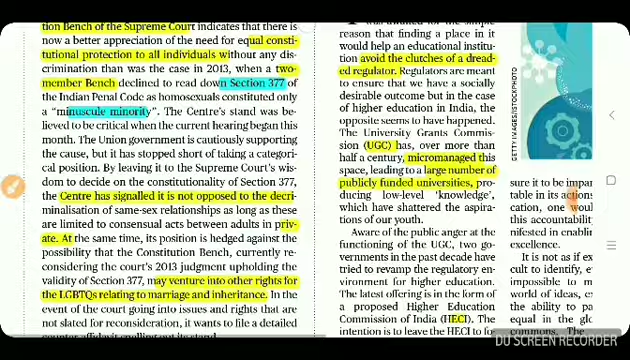 tion Bench of the Supreme Court indicates that there is
now a better appreciation of the need for equal consti-
tutional protection to all individuals without any dis-
crimination than was the case in 2013, when a two-
member Bench declined to read down Section 377 of
the Indian Penal Code as homosexuals constituted only
a “minuscule minority”. The Centre’s stand was be-
lieved to be critical when the current hearing began this
month. The Union government is cautiously supporting
the cause, but it has stopped short of taking a categori-
cal position. By leaving it to the Supreme Court’s wis-
dom to decide on the constitutionality of Section 377,
the Centre has signalled it is not opposed to the decri-
minalisation of same-sex relationships as long as these
are limited to consensual acts between adults in priv-
ate. At the same time, its position is hedged against the
possibility that the Constitution Bench, currently re-
considering the court’s 2013 judgment upholding the
validity of Section 377, may venture into other rights for
the LGBTQs relating to marriage and inheritance. In the
event of the court going into issues and rights that are
not slated for reconsideration, it wants to file a detailed
counter affidavit spelling out its stand
was awaited for the simple
reason that finding a place in it
would help an educational institu-
tion avoid the clutches of a dread-
ed regulator. Regulators are meant
to ensure that we have a socially
desirable outcome but in the case
of higher education in India, the
opposite seems to have happened.
The University Grants Commis-
sion (UGC) has, over more than
half a century, micromanaged this
space, leading to a large number of
publicly funded universities, pro-
ducing low-level ‘knowledge’,
which have shattered the aspira-
tions of our youth.
Aware of the public anger at the
functioning of the UGC, two go-
vernments in the past decade have
tried to revamp the regulatory en-
vironment for higher education.
The latest offering is in the form of
a proposed Higher Education
Commission of India (HECI). The
intention is to leave the HECI to fo-
GETTY IMAGES/ISTOCKPHOTO
sure it to be impar
table in its actions
cation, one would
this accountability
nifested in enabling
excellence.
It is not as if ex
cult to identify, e
impossible to m
world of ideas, e
the ability to pa
equal in the glo
commons. The
DU SCREEN RECORDER